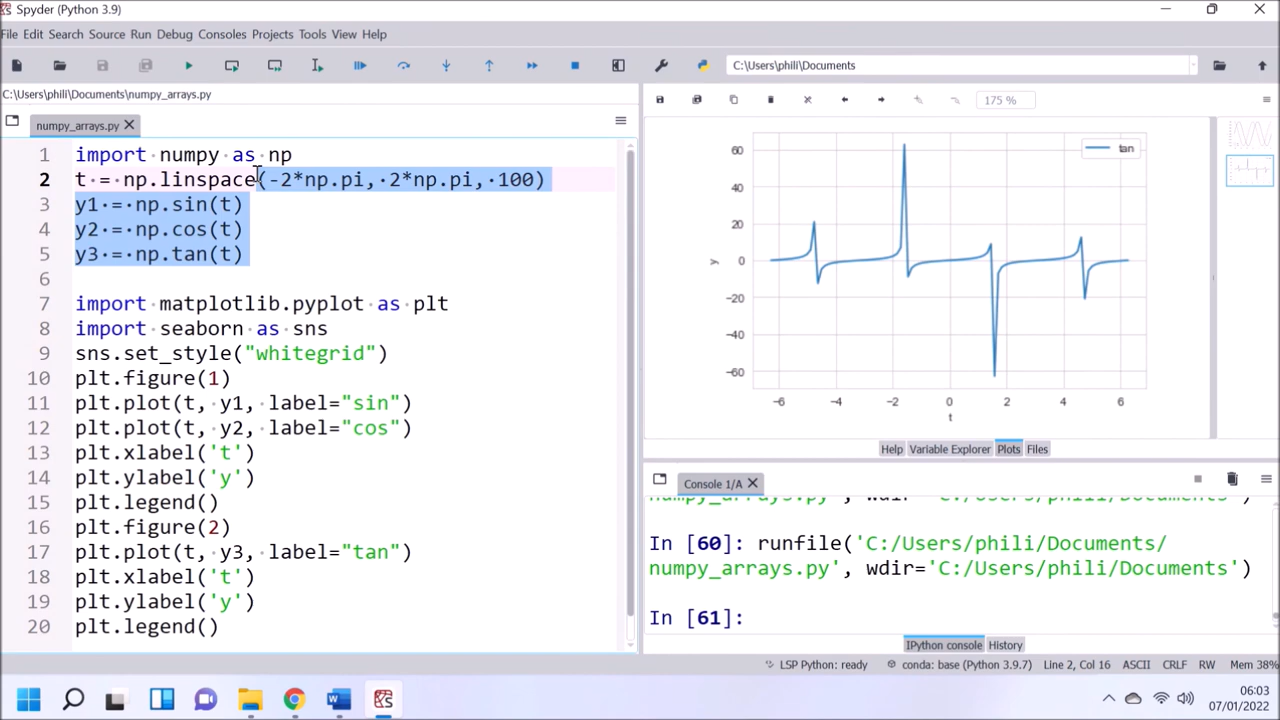 Spyder (Python 3.9)
File Edit Search Source Run Debug Consoles Projects Tools View Help
C:\Users\phili\Documents
C:\Users\phili\Documents\numpy_arrays.py
numpy_arrays.py
1 import numpy as np
2 t = np.linspace(-2*np.pi, 2*np.pi, 100)
3 y1 = np.sin(t)
4 y2 = np.cos(t)
5 y3 = np.tan(t)
6
7 import matplotlib.pyplot as plt
8 import seaborn as sns
9 sns.set_style("whitegrid")
10 plt.figure(1)
11 plt.plot(t, y1, label="sin")
12 plt.plot(t, y2, label="cos")
13 plt.xlabel('t')
14 plt.ylabel('y')
15 plt.legend()
16 plt.figure(2)
17 plt.plot(t, y3, label="tan")
18 plt.xlabel('t')
19 plt.ylabel('y')
20 plt.legend()
175 %
tan
60
40
20
0
−20
−40
−60
y
−6 −4 −2 0 2 4 6
t
Help Variable Explorer Plots Files
Console 1/A
numpy_arrays.py', wdir='C:/Users/phili/Documents')
In [60]: runfile('C:/Users/phili/Documents/
numpy_arrays.py', wdir='C:/Users/phili/Documents')
In [61]:
IPython console History
LSP Python: ready conda: base (Python 3.9.7) Line 2, Col 16 ASCII CRLF RW Mem 38%
06:03
07/01/2022